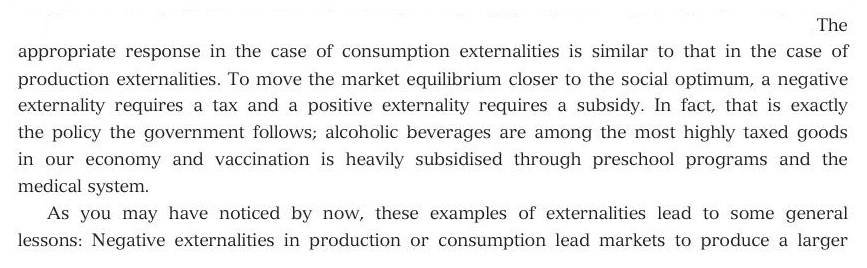 The
appropriate response in the case of consumption externalities is similar to that in the case of
production externalities. To move the market equilibrium closer to the social optimum, a negative
externality requires a tax and a positive externality requires a subsidy. In fact, that is exactly
the policy the government follows; alcoholic beverages are among the most highly taxed goods
in our economy and vaccination is heavily subsidised through preschool programs and the
medical system.
As you may have noticed by now, these examples of externalities lead to some general
lessons: Negative externalities in production or consumption lead markets to produce a larger